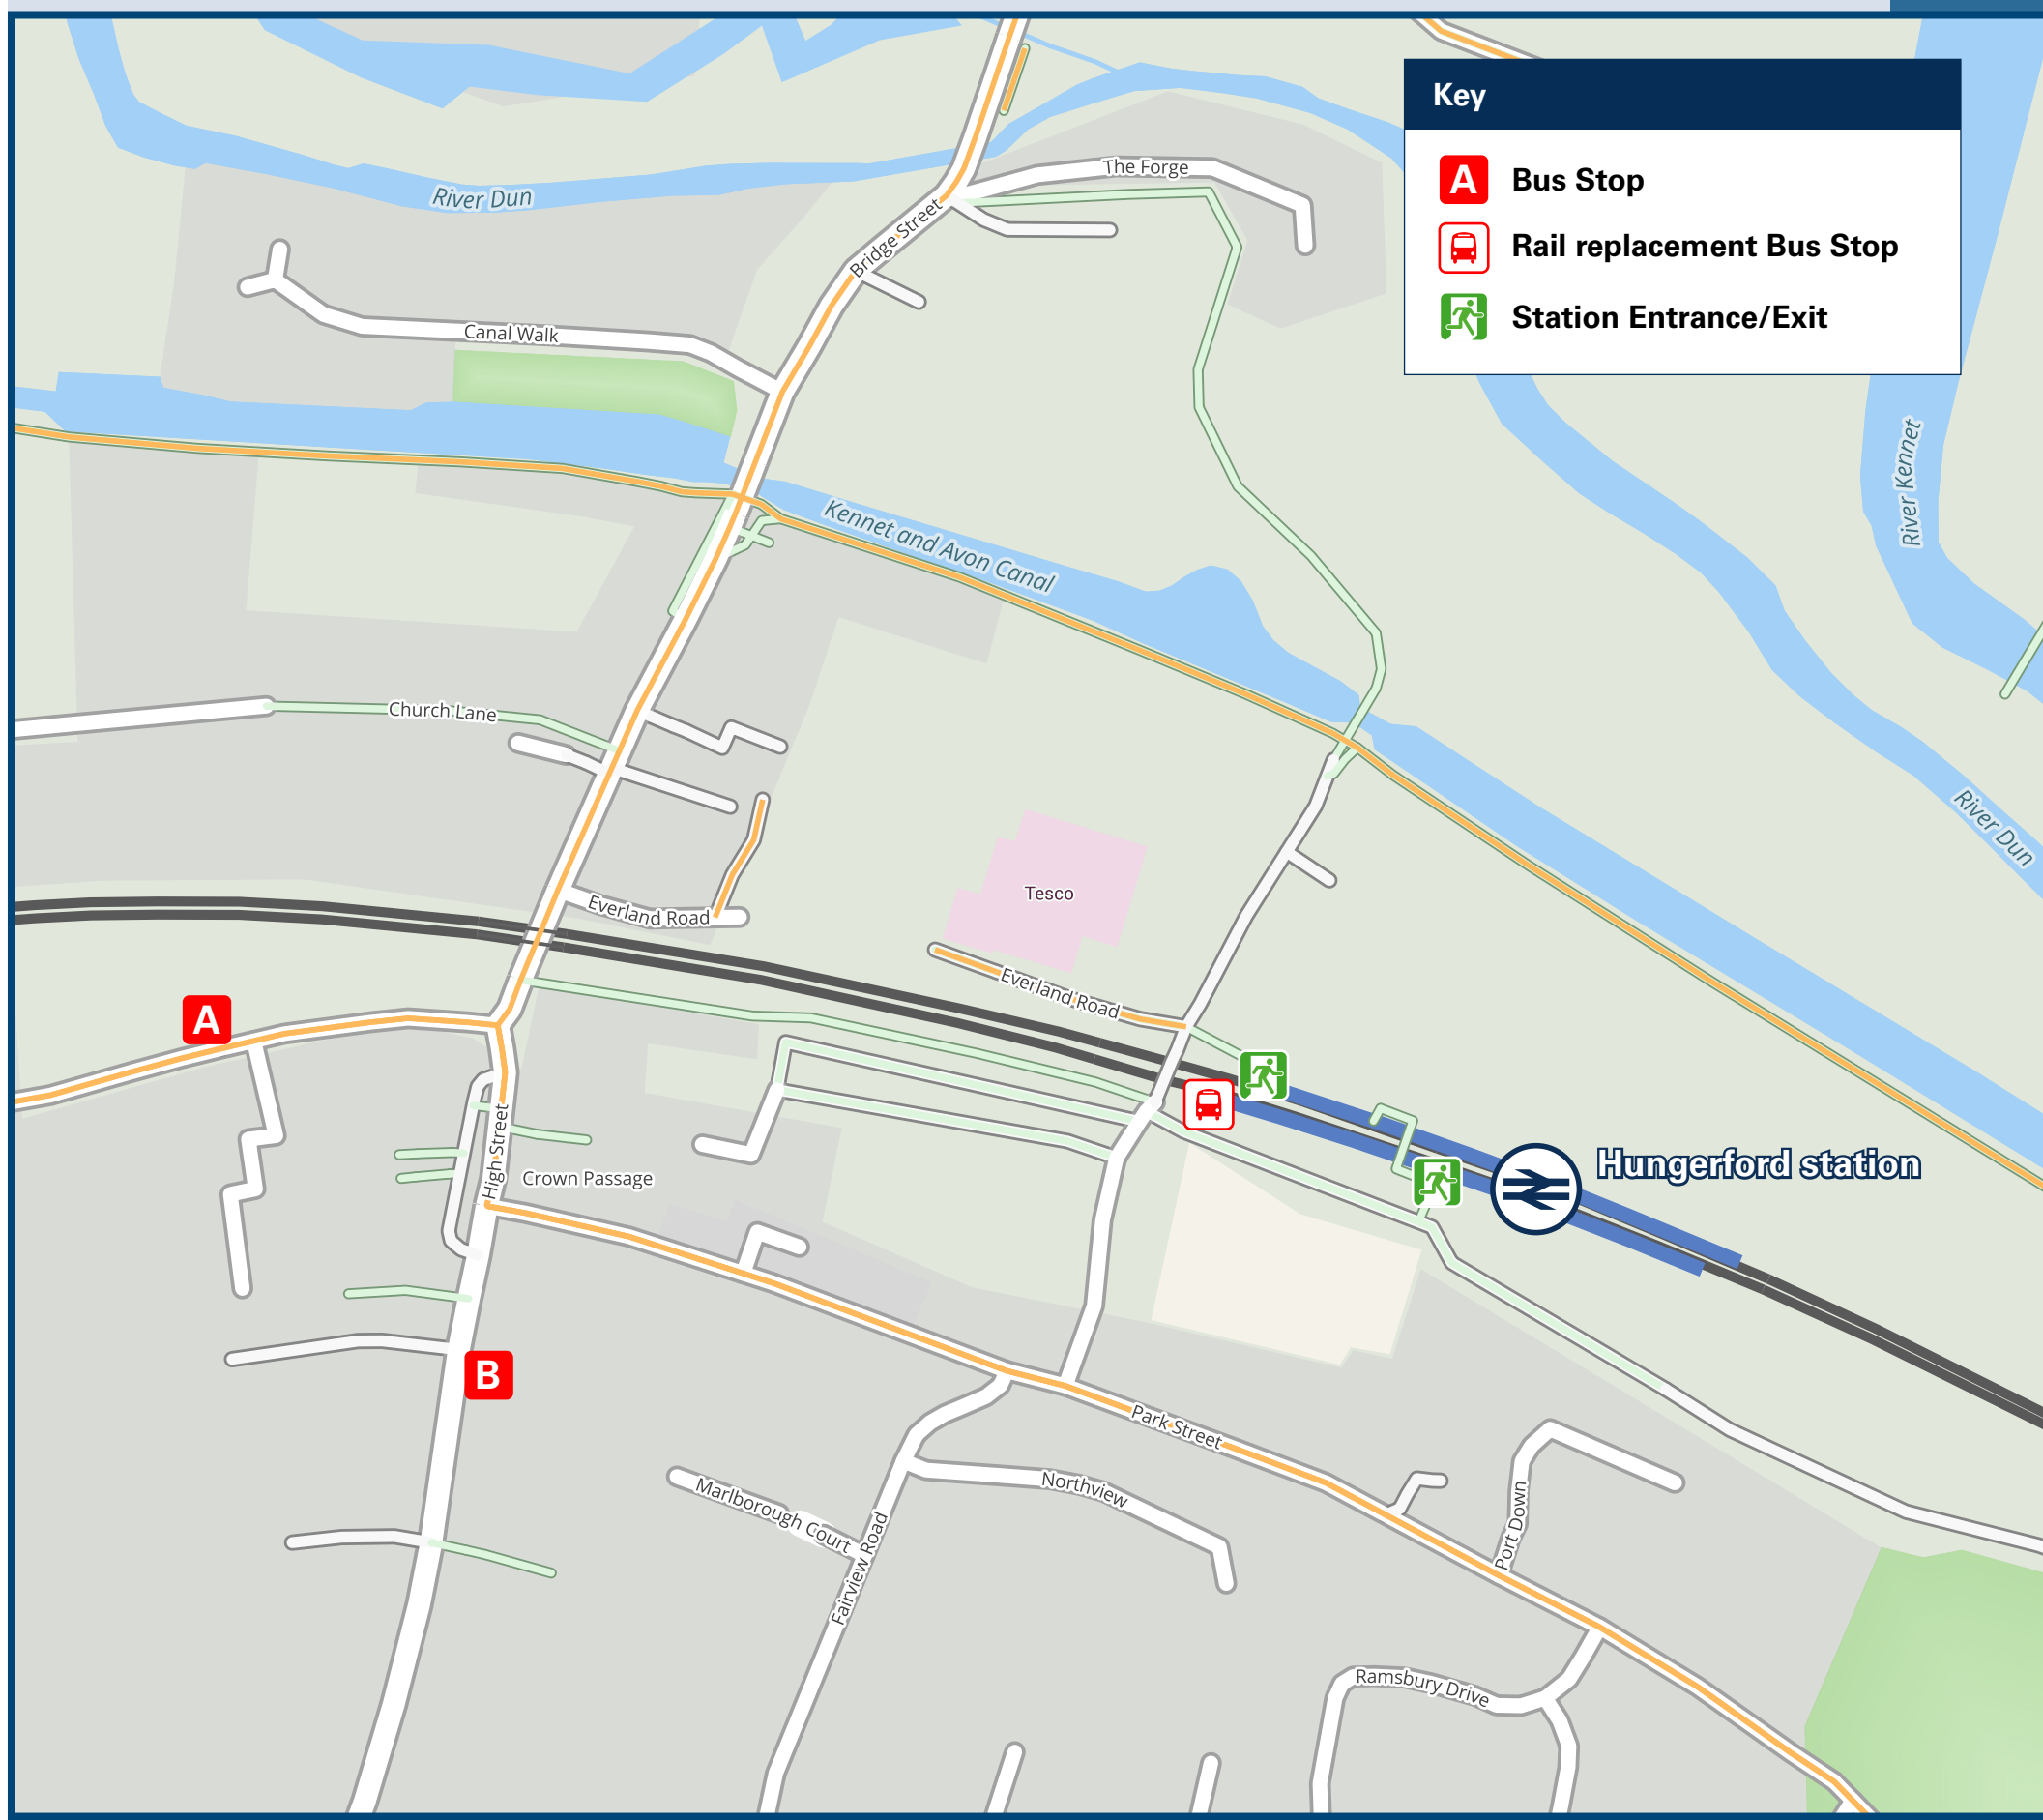 Key
A
Bus Stop
Rail replacement Bus Stop
Station Entrance/Exit
The Forge
River Dun
Bridge Street
Canal Walk
River Kennet
Kennet and Avon Canal
Church Lane
River Dun
Tesco
Everland Road
Everland Road
A
High Street
Crown Passage
Hungerford station
B
Park Street
Northview
Marlborough Court
Fairview Road
Port Down
Ramsbury Drive